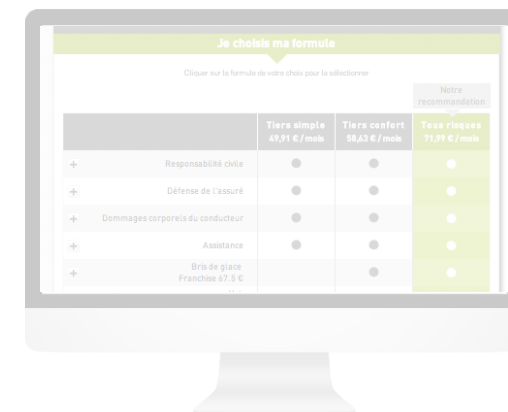 Je choisis ma formule
Cliquer sur la formule de votre choix pour la sélectionner
Notre
recommandation
Tiers simple Tiers confort Tous risques
49,91 € / mois 50,63 € / mois 71,99 € / mois
+ Responsabilité civile
+ Défense de l'assuré
+ Dommages corporels du conducteur
+ Assistance
+ Bris de glace
Franchise 67.5 €